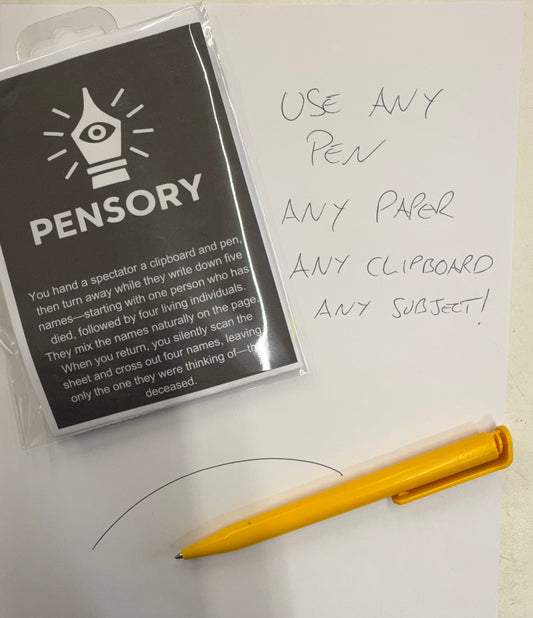 PENSORY
You hand a spectator a clipboard and pen,
then turn away while they write down five
names—starting with one person who has
died, followed by four living individuals.
They mix the names naturally on the page.
When you return, you silently scan the
sheet and cross out four names, leaving
only the one they were thinking of—the
deceased.
USE ANY
PEN
ANY PAPER
ANY CLIPBOARD
ANY SUBJECT!